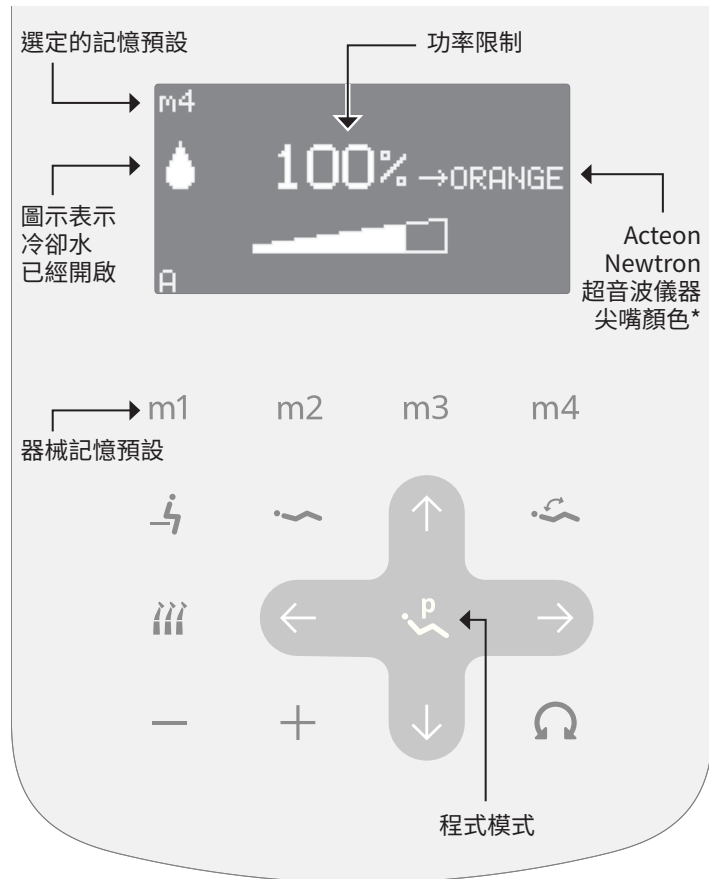 選定的記憶預設
功率限制
m4
100% →ORANGE
圖示表示
冷卻水
已經開啟
A
Acteon
Newtron
超音波儀器
尖嘴顏色*
m1 m2 m3 m4
器械記憶預設
p
程式模式